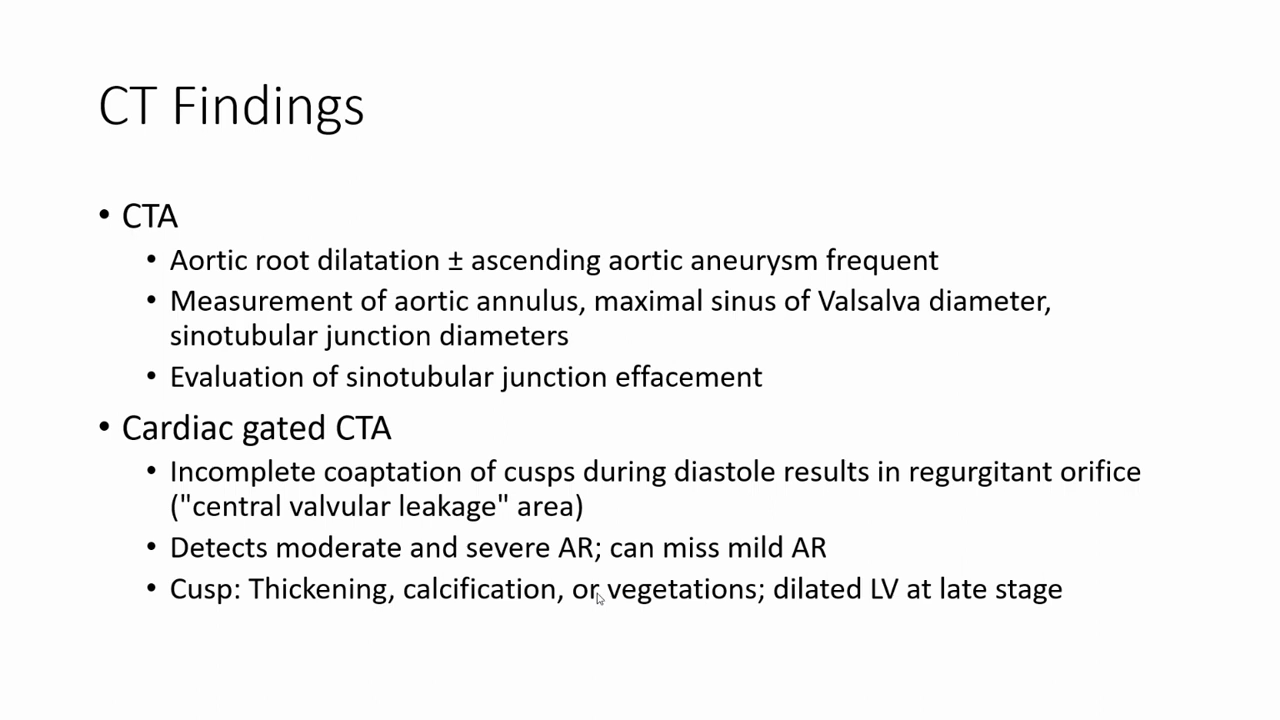 CT Findings
• CTA
• Aortic root dilatation ± ascending aortic aneurysm frequent
• Measurement of aortic annulus, maximal sinus of Valsalva diameter,
sinotubular junction diameters
• Evaluation of sinotubular junction effacement
• Cardiac gated CTA
• Incomplete coaptation of cusps during diastole results in regurgitant orifice
("central valvular leakage" area)
• Detects moderate and severe AR; can miss mild AR
• Cusp: Thickening, calcification, or vegetations; dilated LV at late stage